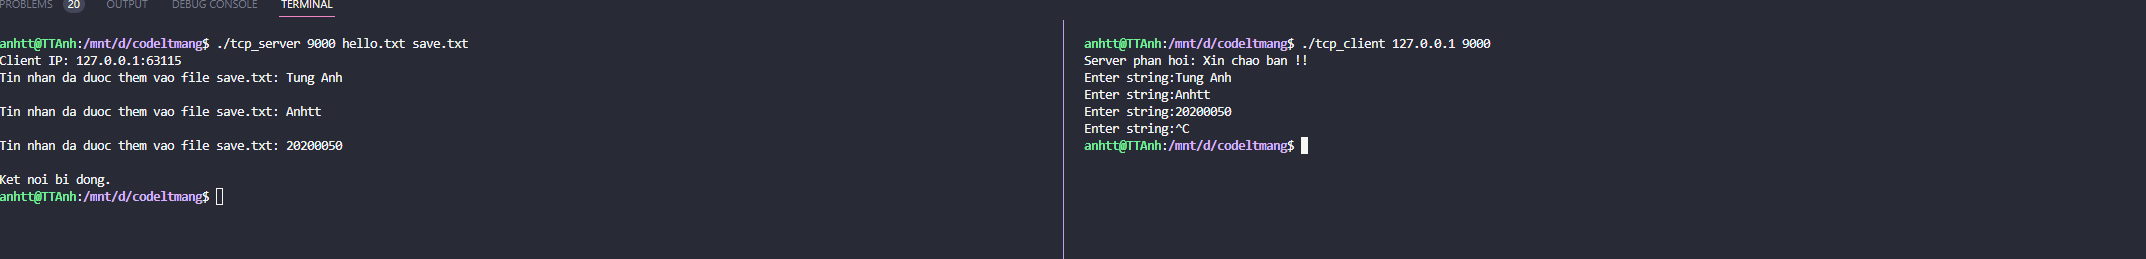 PROBLEMS 20 OUTPUT DEBUG CONSOLE TERMINAL
anhtt@TTAnh:/mnt/d/codeltmang$ ./tcp_server 9000 hello.txt save.txt
Client IP: 127.0.0.1:63115
Tin nhan da duoc them vao file save.txt: Tung Anh
Tin nhan da duoc them vao file save.txt: Anhtt
Tin nhan da duoc them vao file save.txt: 20200050
Ket noi bi dong.
anhtt@TTAnh:/mnt/d/codeltmang$
anhtt@TTAnh:/mnt/d/codeltmang$ ./tcp_client 127.0.0.1 9000
Server phan hoi: Xin chao ban !!
Enter string:Tung Anh
Enter string:Anhtt
Enter string:20200050
Enter string:^C
anhtt@TTAnh:/mnt/d/codeltmang$